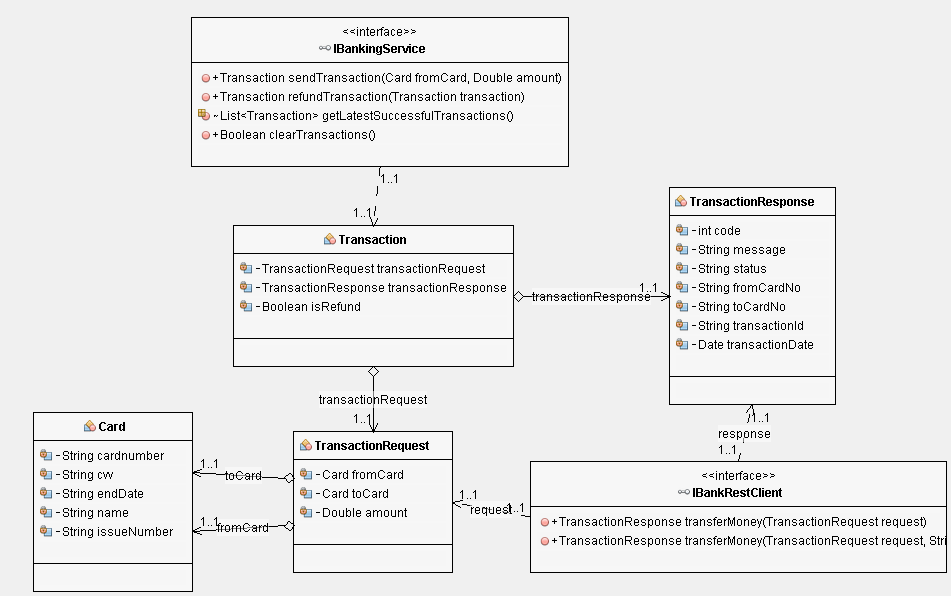 <<interface>>
IBankingService
+Transaction sendTransaction(Card fromCard, Double amount)
+Transaction refundTransaction(Transaction transaction)
~List<Transaction> getLatestSuccessfulTransactions()
+Boolean clearTransactions()
1..1
1..1
Transaction
-TransactionRequest transactionRequest
-TransactionResponse transactionResponse
-Boolean isRefund
transactionResponse
1..1
TransactionResponse
-int code
-String message
-String status
-String fromCardNo
-String toCardNo
-String transactionId
-Date transactionDate
transactionRequest
1..1
Card
-String cardnumber
-String cvv
-String endDate
-String name
-String issueNumber
1..1
toCard
1..1
fromCard
TransactionRequest
-Card fromCard
-Card toCard
-Double amount
1..1
request
1..1
1..1
response
1..1
<<interface>>
IBankRestClient
+TransactionResponse transferMoney(TransactionRequest request)
+TransactionResponse transferMoney(TransactionRequest request, Stri